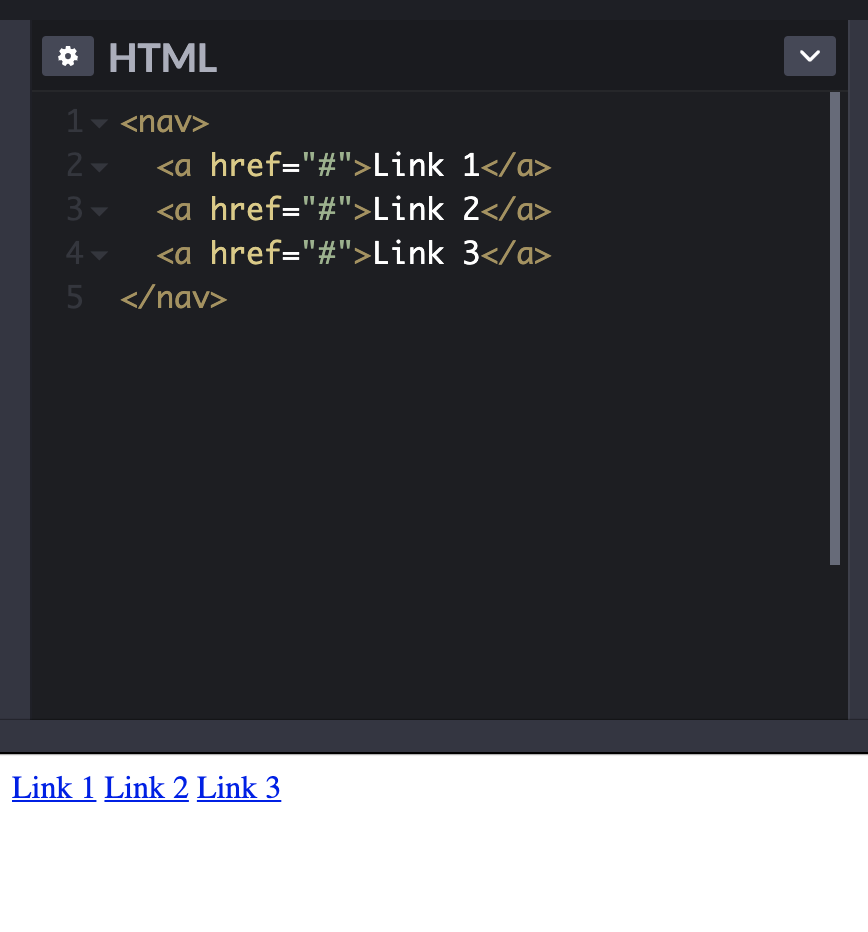 HTML
1 <nav>
2 <a href="#">Link 1</a>
3 <a href="#">Link 2</a>
4 <a href="#">Link 3</a>
5 </nav>
Link 1 Link 2 Link 3